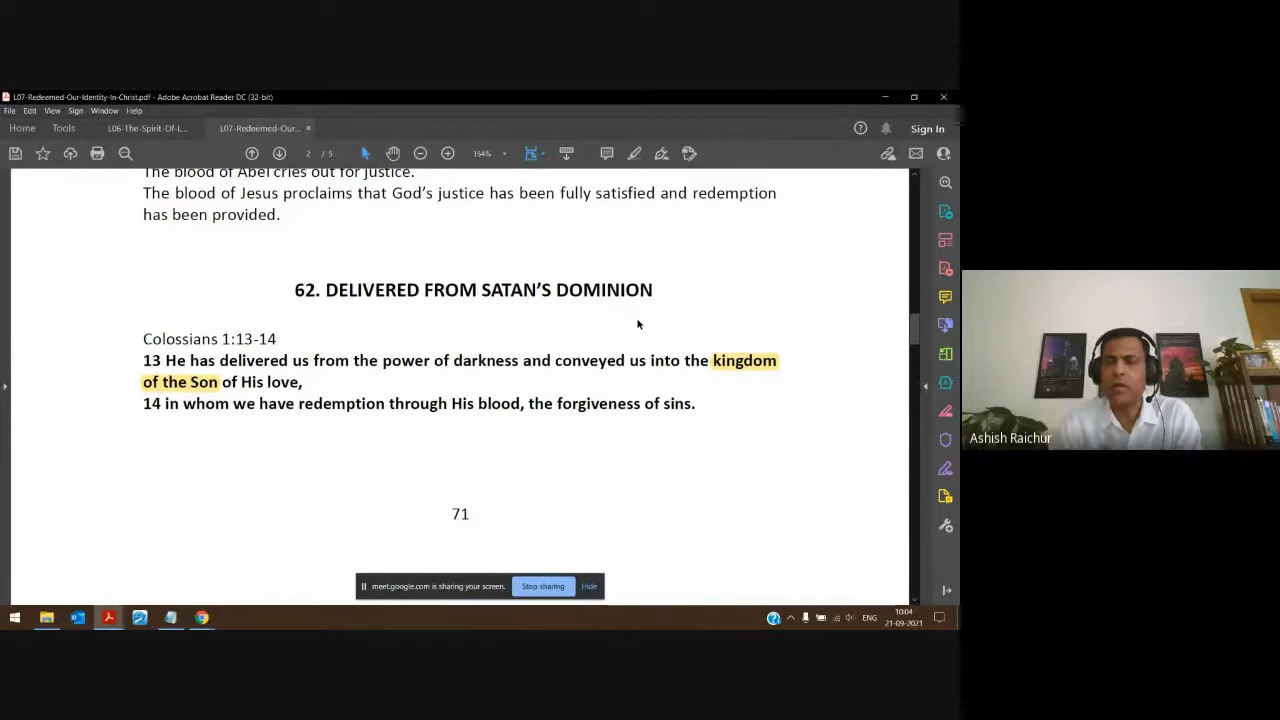 L07-Redeemed-Our-Identity-In-Christ.pdf - Adobe Acrobat Reader DC (32-bit)
File Edit View Sign Window Help
Home Tools L06-The-Spirit-Of-L... L07-Redeemed-Our... × Sign In
2 / 5 154%
The blood of Abel cries out for justice.
The blood of Jesus proclaims that God's justice has been fully satisfied and redemption
has been provided.
62. DELIVERED FROM SATAN'S DOMINION
Colossians 1:13-14
13 He has delivered us from the power of darkness and conveyed us into the kingdom
of the Son of His love,
14 in whom we have redemption through His blood, the forgiveness of sins.
71
Ashish Raichur
meet.google.com is sharing your screen. Stop sharing Hide
ENG 10:04
21-09-2021